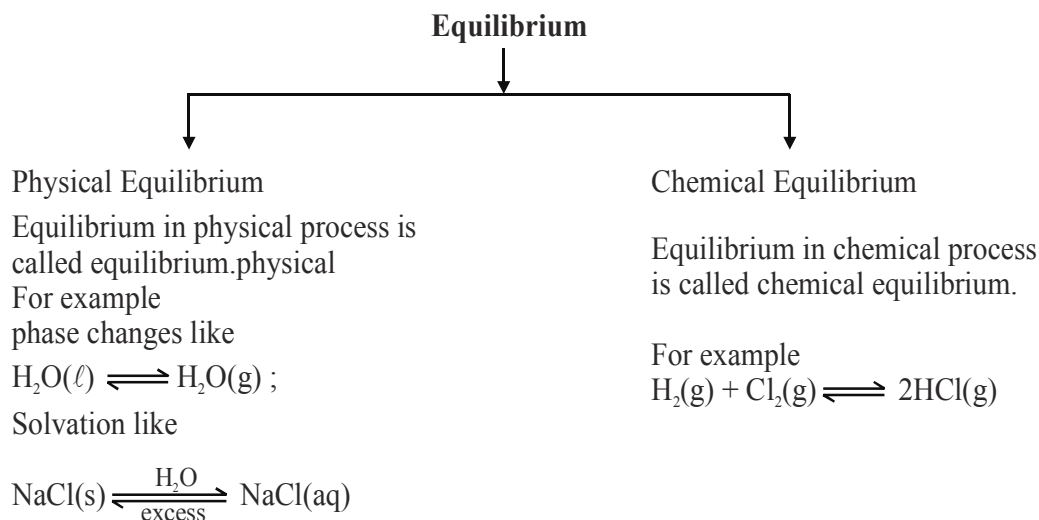 Equilibrium
Physical Equilibrium
Equilibrium in physical process is
called equilibrium.physical
For example
phase changes like
H₂O(ℓ) ⇌ H₂O(g) ;
Solvation like
NaCl(s) ⇌ NaCl(aq)
H₂O
excess
Chemical Equilibrium
Equilibrium in chemical process
is called chemical equilibrium.
For example
H₂(g) + Cl₂(g) ⇌ 2HCl(g)